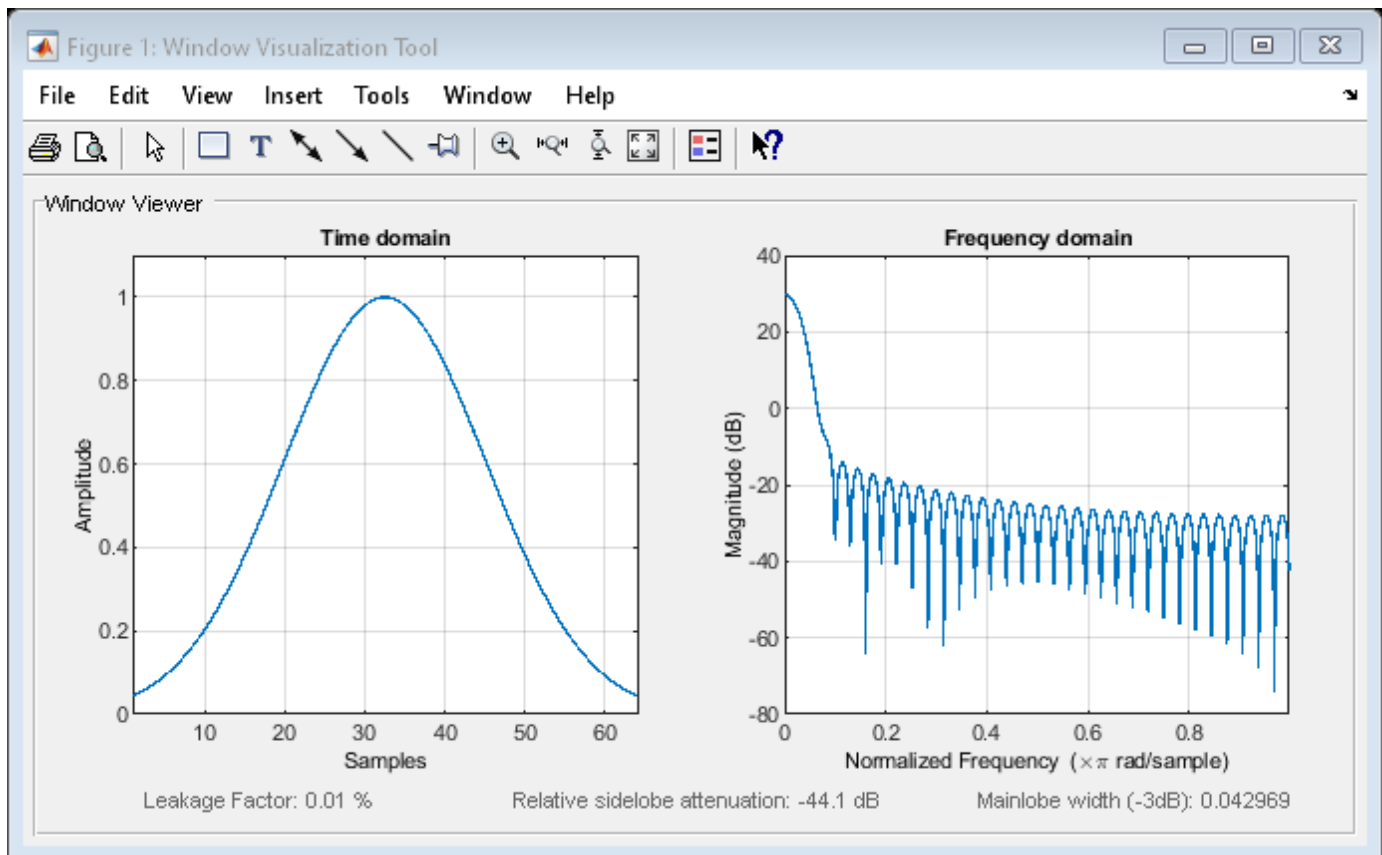 Figure 1: Window Visualization Tool
File Edit View Insert Tools Window Help
T
?
Window Viewer
Time domain
1
0.8
0.6
0.4
0.2
0
Amplitude
10 20 30 40 50 60
Samples
Frequency domain
40
20
0
-20
-40
-60
-80
Magnitude (dB)
0 0.2 0.4 0.6 0.8
Normalized Frequency (×π rad/sample)
Leakage Factor: 0.01 % Relative sidelobe attenuation: -44.1 dB Mainlobe width (-3dB): 0.042969